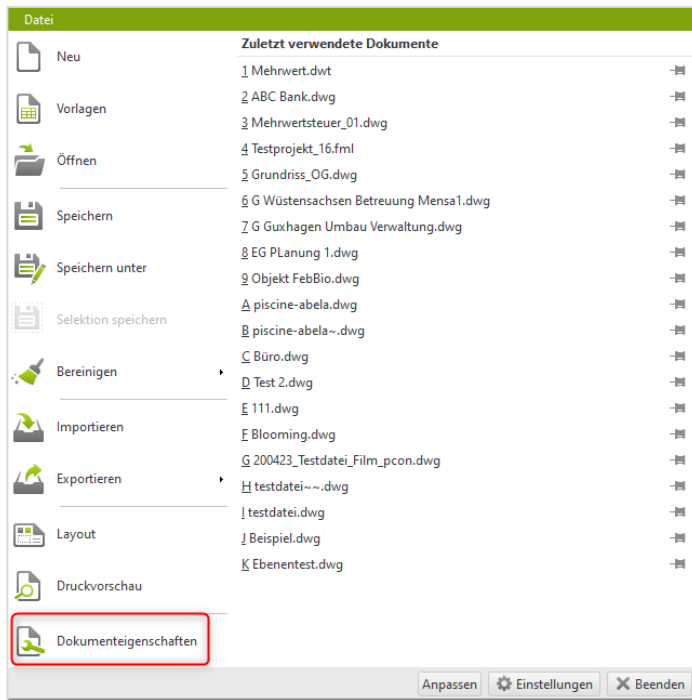 Datei
Neu
Vorlagen
Öffnen
Speichern
Speichern unter
Selektion speichern
Bereinigen
Importieren
Exportieren
Layout
Druckvorschau
Dokumenteigenschaften
Zuletzt verwendete Dokumente
1 Mehrwert.dwt
2 ABC Bank.dwg
3 Mehrwertsteuer_01.dwg
4 Testprojekt_16.fml
5 Grundriss_OG.dwg
6 G Wüstensachsen Betreuung Mensa1.dwg
7 G Guxhagen Umbau Verwaltung.dwg
8 EG PLanung 1.dwg
9 Objekt FebBio.dwg
A piscine-abela.dwg
B piscine-abela~.dwg
C Büro.dwg
D Test 2.dwg
E 111.dwg
F Blooming.dwg
G 200423_Testdatei_Film_pcon.dwg
H testdatei~~.dwg
I testdatei.dwg
J Beispiel.dwg
K Ebenentest.dwg
Anpassen Einstellungen Beenden